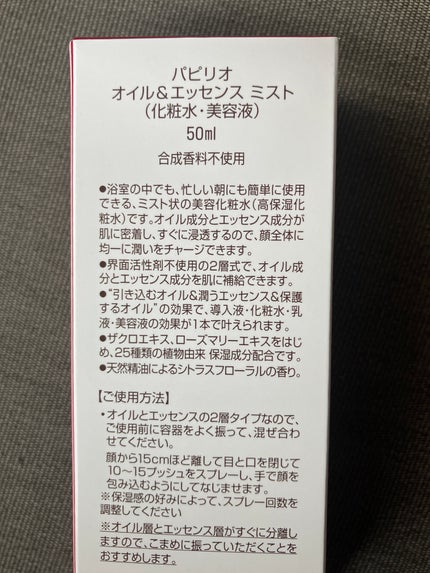 パピリオ
オイル＆エッセンス ミスト
（化粧水・美容液）
50ml
合成香料不使用
●浴室の中でも、忙しい朝にも簡単に使用
できる、ミスト状の美容化粧水（高保湿化
粧水）です。オイル成分とエッセンス成分が
肌に密着し、すぐに浸透するので、顔全体に
均一に潤いをチャージできます。
●界面活性剤不使用の2層式で、オイル成
分とエッセンス成分を肌に補給できます。
●“引き込むオイル&潤うエッセンス&保護
するオイル”の効果で、導入液・化粧水・乳
液・美容液の効果が1本で叶えられます。
●ザクロエキス、ローズマリーエキスをはじ
め、25種類の植物由来 保湿成分配合です。
●天然精油によるシトラスフローラルの香り。
【ご使用方法】
・オイルとエッセンスの2層タイプなので、
ご使用前に容器をよく振って、混ぜ合わ
せてください。
顔から15cmほど離して目と口を閉じて
10〜15プッシュをスプレーし、手で顔を
包み込むようにしてなじませます。
※保湿感の好みによって、スプレー回数を
調整してください
※オイル層とエッセンス層がすぐに分離し
ますので、こまめに振っていただくことを
おすすめします。